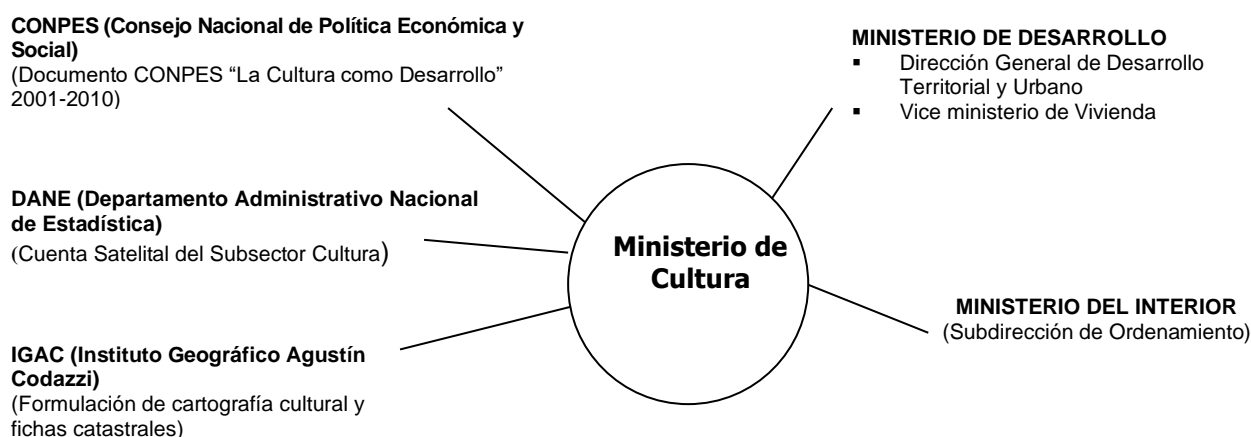 CONPES (Consejo Nacional de Política Económica y
Social)
(Documento CONPES “La Cultura como Desarrollo”
2001-2010)
DANE (Departamento Administrativo Nacional
de Estadística)
(Cuenta Satelital del Subsector Cultura)
IGAC (Instituto Geográfico Agustín
Codazzi)
(Formulación de cartografía cultural y
fichas catastrales)
Ministerio de
Cultura
MINISTERIO DE DESARROLLO
▪ Dirección General de Desarrollo
Territorial y Urbano
▪ Vice ministerio de Vivienda
MINISTERIO DEL INTERIOR
(Subdirección de Ordenamiento)